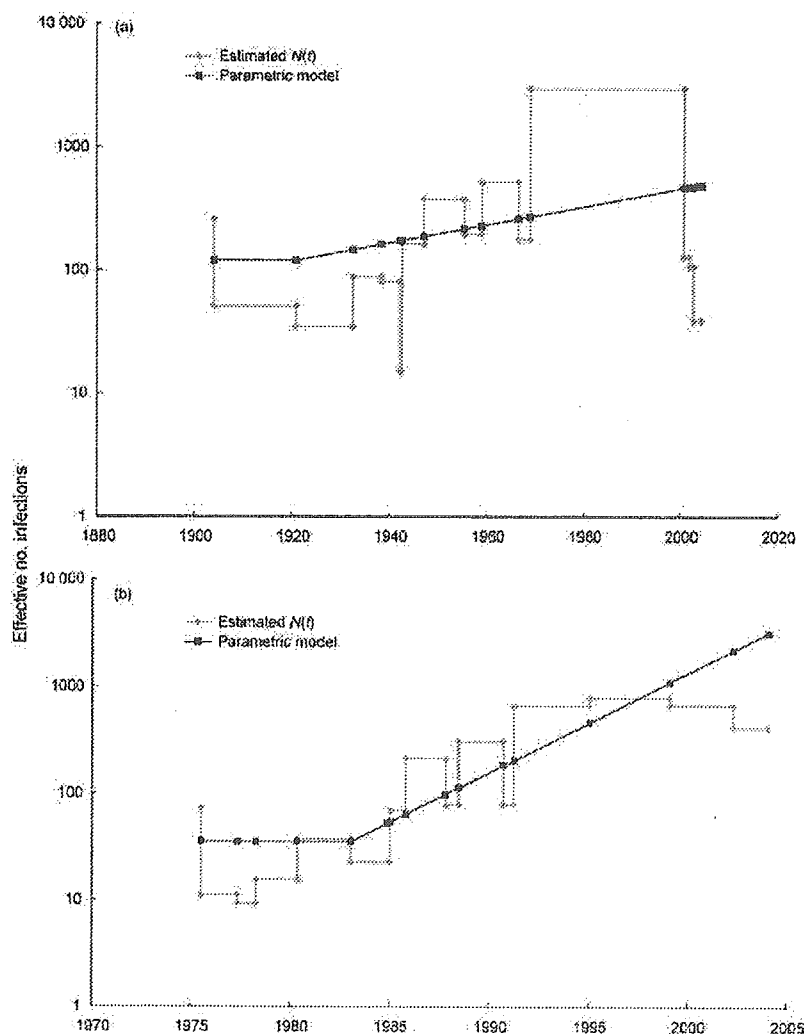 10 000
(a)
Estimated N(t)
Parametric model
1000
100
10
1
1880 1900 1920 1940 1960 1980 2000 2020
Effective no. infections
10 000
(b)
Estimated N(t)
Parametric model
1000
100
10
1
1970 1975 1980 1985 1990 1995 2000 2005